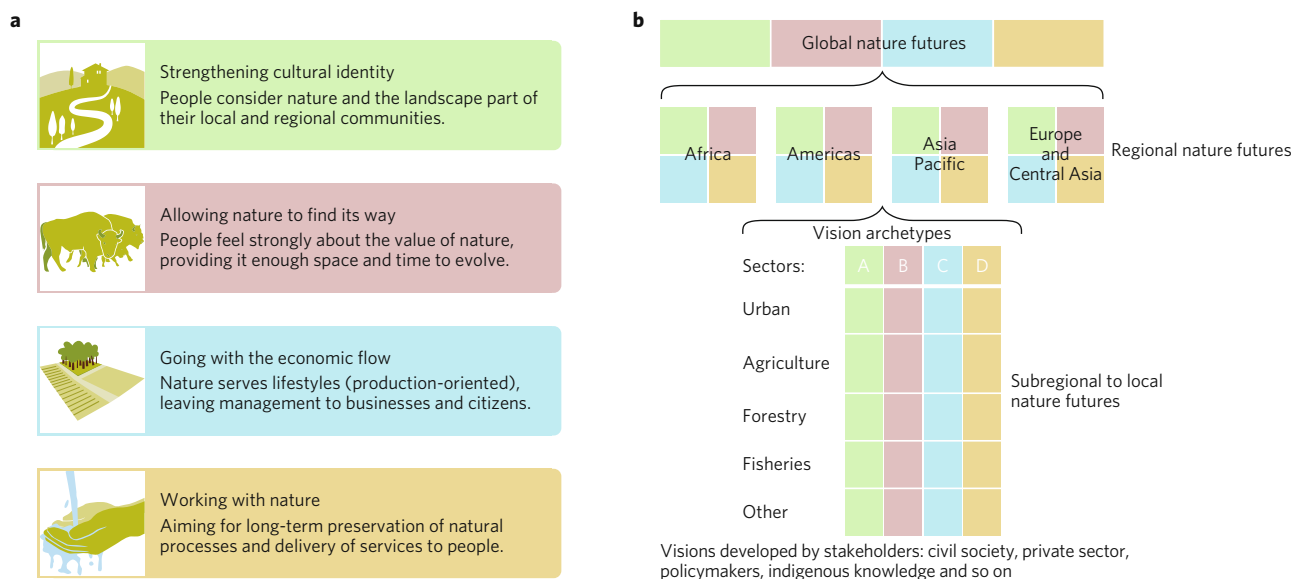 a
Strengthening cultural identity
People consider nature and the landscape part of
their local and regional communities.
Allowing nature to find its way
People feel strongly about the value of nature,
providing it enough space and time to evolve.
Going with the economic flow
Nature serves lifestyles (production-oriented),
leaving management to businesses and citizens.
Working with nature
Aiming for long-term preservation of natural
processes and delivery of services to people.
b
Global nature futures
Africa
Americas
Asia
Pacific
Europe
and
Central Asia
Regional nature futures
Vision archetypes
Sectors: A B C D
Urban
Agriculture
Forestry
Fisheries
Other
Subregional to local
nature futures
Visions developed by stakeholders: civil society, private sector,
policymakers, indigenous knowledge and so on